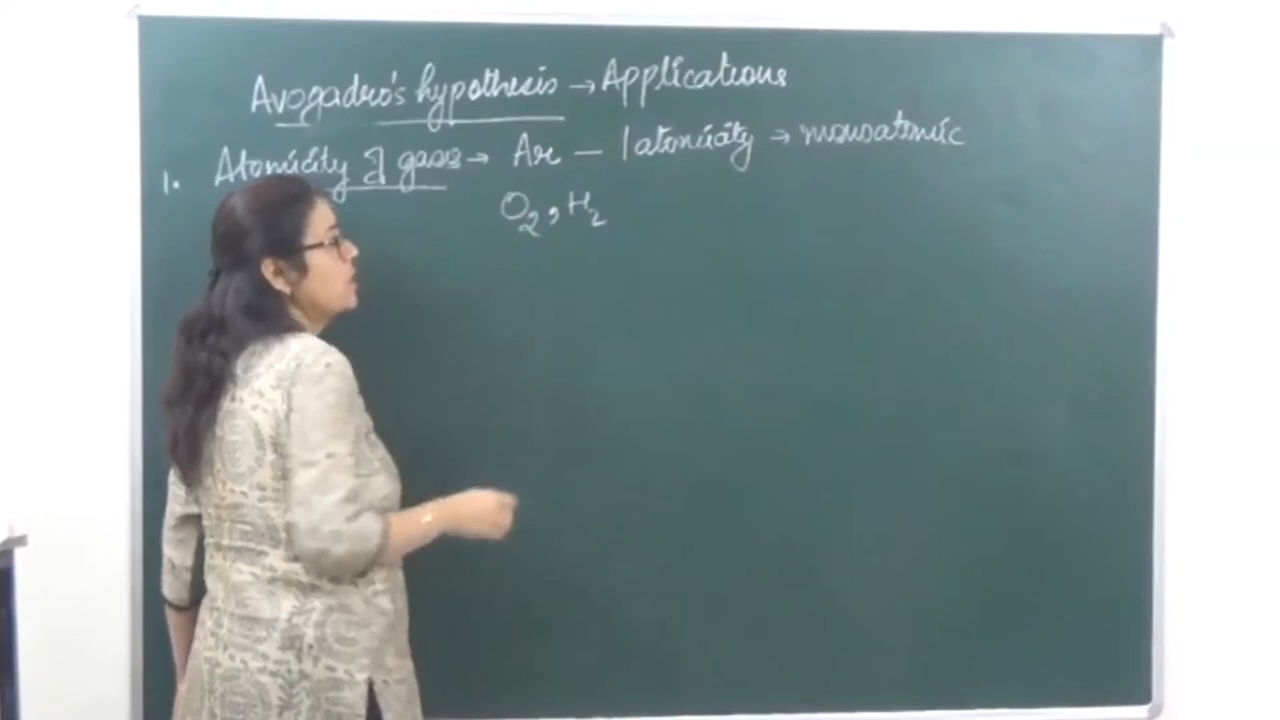 Avogadro's hypothesis → Applications
1. Atomicity of gases → Ar — 1 atomicity → monoatomic
O₂, H₂